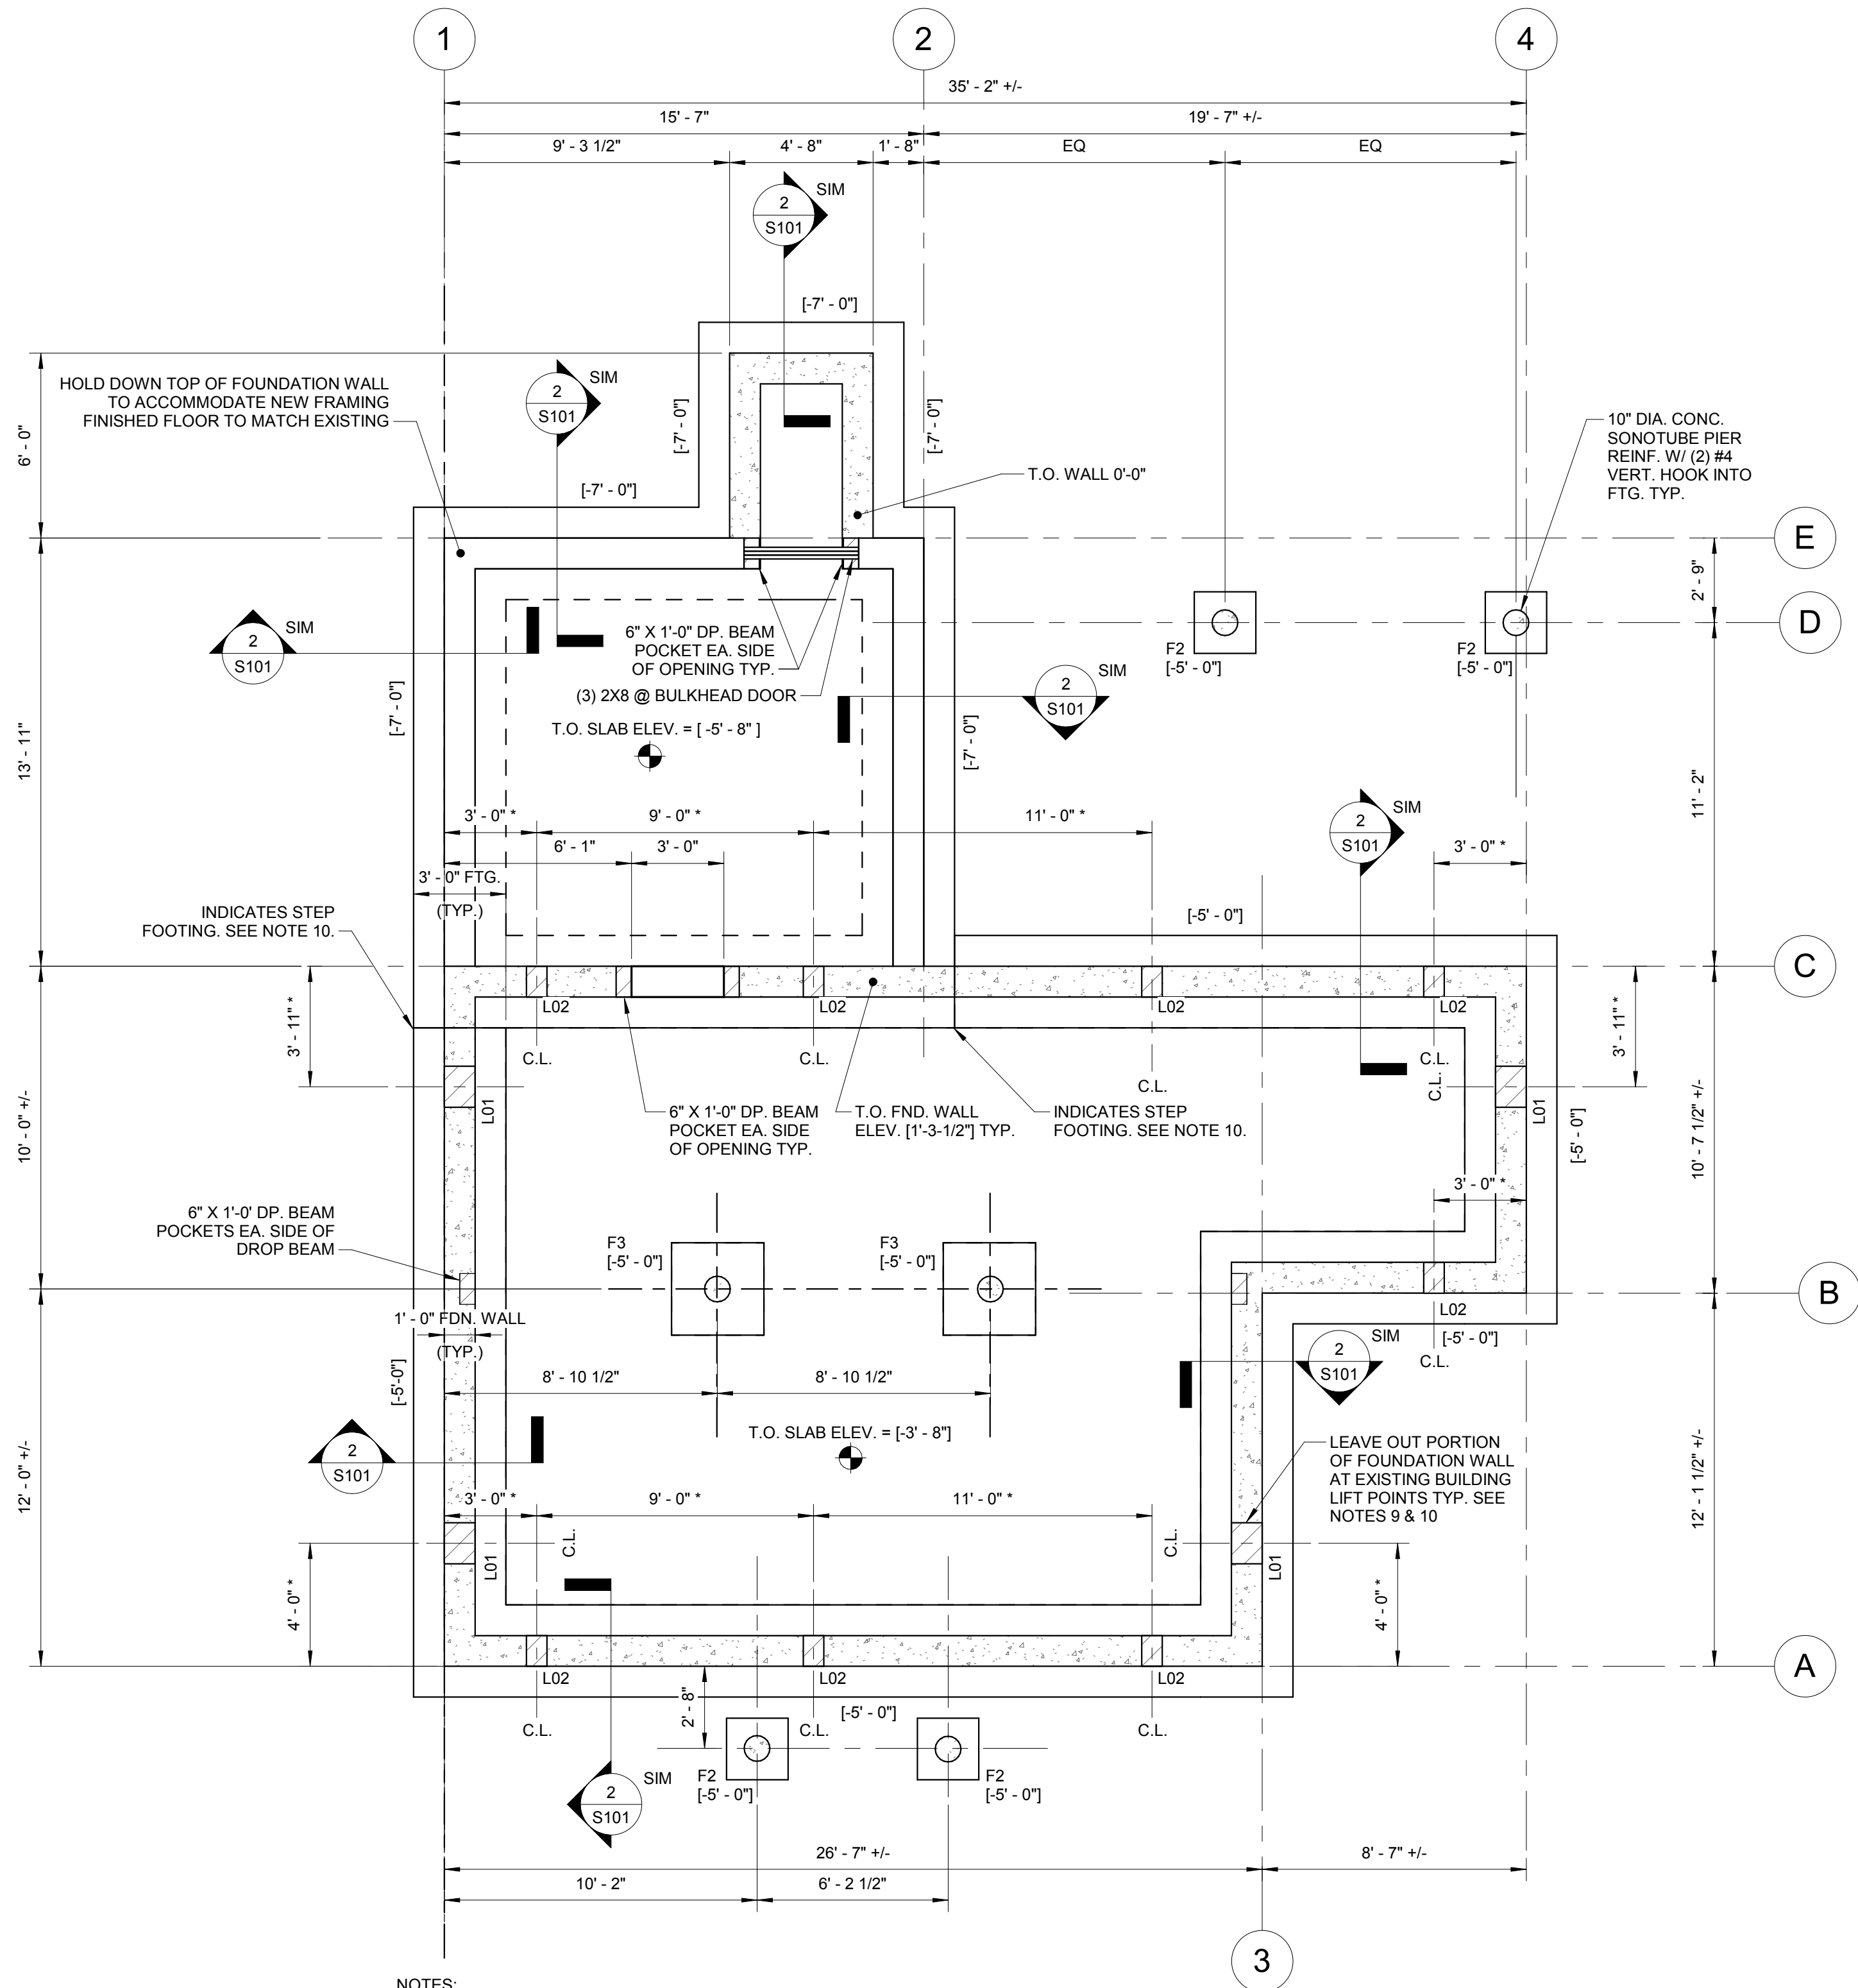 1
2
4
35' - 2" +/-
15' - 7"
19' - 7" +/-
9' - 3 1/2"
4' - 8"
1' - 8"
EQ
EQ
2
S101
SIM
[-7' - 0"]
HOLD DOWN TOP OF FOUNDATION WALL
TO ACCOMMODATE NEW FRAMING
FINISHED FLOOR TO MATCH EXISTING
2
S101
SIM
6' - 0"
[-7' - 0"]
[-7' - 0"]
[-7' - 0"]
T.O. WALL 0'-0"
10" DIA. CONC.
SONOTUBE PIER
REINF. W/ (2) #4
VERT. HOOK INTO
FTG. TYP.
E
2' - 9"
D
F2
[-5' - 0"]
F2
[-5' - 0"]
2
S101
SIM
6" X 1'-0" DP. BEAM
POCKET EA. SIDE
OF OPENING TYP.
(3) 2X8 @ BULKHEAD DOOR
2
S101
SIM
[-7' - 0"]
T.O. SLAB ELEV. = [ -5' - 8" ]
[-7' - 0"]
13' - 11"
11' - 2"
3' - 0" *
9' - 0" *
11' - 0" *
2
S101
SIM
3' - 0" *
6' - 1"
3' - 0"
3' - 0" FTG.
(TYP.)
INDICATES STEP
FOOTING. SEE NOTE 10.
[-5' - 0"]
C
L02
L02
L02
L02
3' - 11" *
3' - 11" *
C.L.
C.L.
C.L.
C.L.
C.L.
L01
L01
6" X 1'-0" DP. BEAM
POCKET EA. SIDE
OF OPENING TYP.
T.O. FND. WALL
ELEV. [1'-3-1/2"] TYP.
INDICATES STEP
FOOTING. SEE NOTE 10.
[-5' - 0"]
10' - 0" +/-
10' - 7 1/2" +/-
3' - 0" *
6" X 1'-0' DP. BEAM
POCKETS EA. SIDE OF
DROP BEAM
F3
[-5' - 0"]
F3
[-5' - 0"]
B
L02
[-5' - 0"]
C.L.
1' - 0" FDN. WALL
(TYP.)
[-5'-0"]
8' - 10 1/2"
8' - 10 1/2"
2
S101
SIM
T.O. SLAB ELEV. = [-3' - 8"]
2
S101
LEAVE OUT PORTION
OF FOUNDATION WALL
AT EXISTING BUILDING
LIFT POINTS TYP. SEE
NOTES 9 & 10
12' - 0" +/-
12' - 1 1/2" +/-
3' - 0" *
9' - 0" *
11' - 0" *
C.L.
C.L.
L01
L01
4' - 0" *
4' - 0" *
A
L02
L02
L02
C.L.
C.L.
C.L.
2' - 8"
[-5' - 0"]
F2
[-5' - 0"]
F2
[-5' - 0"]
2
S101
SIM
26' - 7" +/-
8' - 7" +/-
10' - 2"
6' - 2 1/2"
3
NOTES: